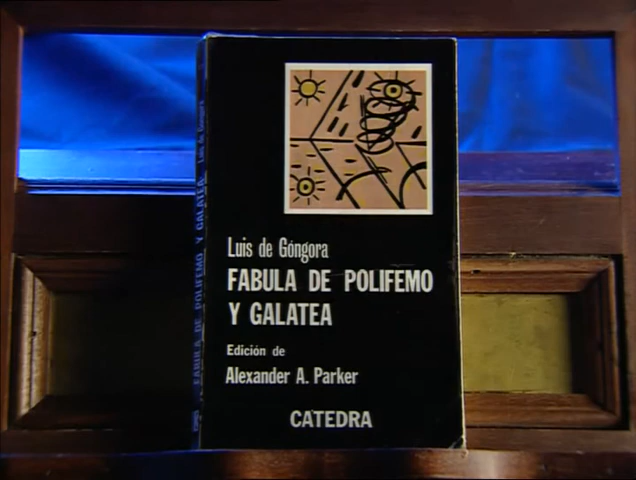 Luis de Góngora
FABULA DE POLIFEMO
Y GALATEA
Edición de
Alexander A. Parker
CATEDRA
FABULA DE POLIFEMO Y GALATEA Luis de Góngora